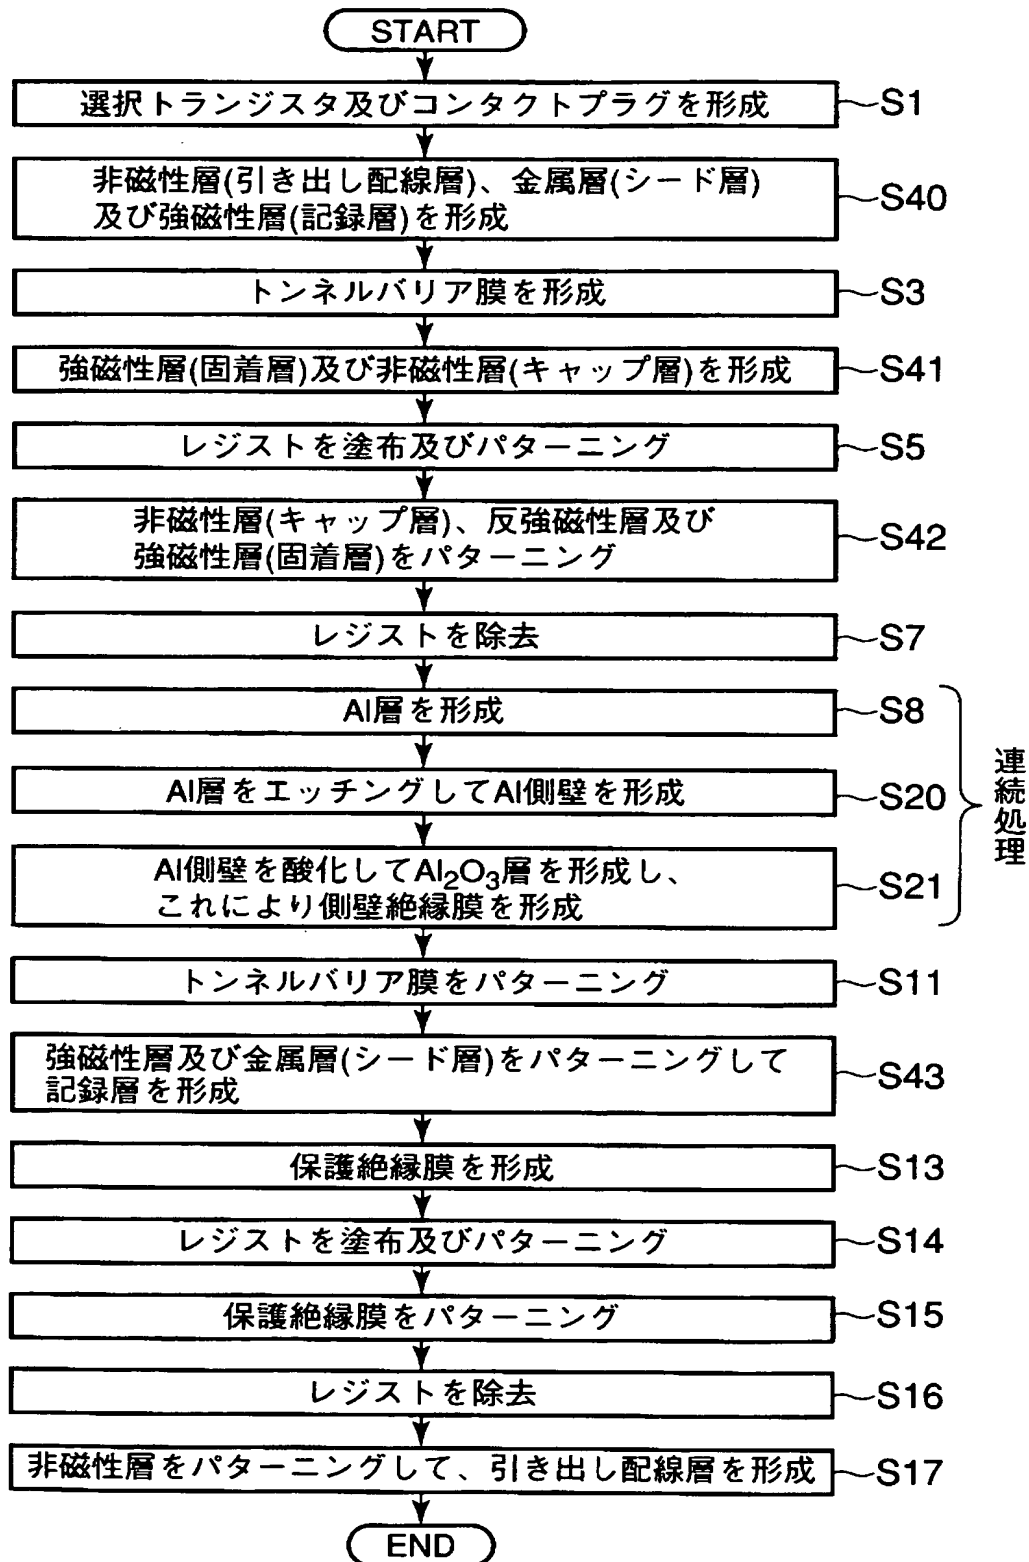 START
選択トランジスタ及びコンタクトプラグを形成 S1
非磁性層(引き出し配線層)、金属層(シード層)
及び強磁性層(記録層)を形成 S40
トンネルバリア膜を形成 S3
強磁性層(固着層)及び非磁性層(キャップ層)を形成 S41
レジストを塗布及びパターニング S5
非磁性層(キャップ層)、反強磁性層及び
強磁性層(固着層)をパターニング S42
レジストを除去 S7
Al層を形成 S8
Al層をエッチングしてAl側壁を形成 S20
Al側壁を酸化してAl₂O₃層を形成し、
これにより側壁絶縁膜を形成 S21
連続処理
トンネルバリア膜をパターニング S11
強磁性層及び金属層(シード層)をパターニングして
記録層を形成 S43
保護絶縁膜を形成 S13
レジストを塗布及びパターニング S14
保護絶縁膜をパターニング S15
レジストを除去 S16
非磁性層をパターニングして、引き出し配線層を形成 S17
END